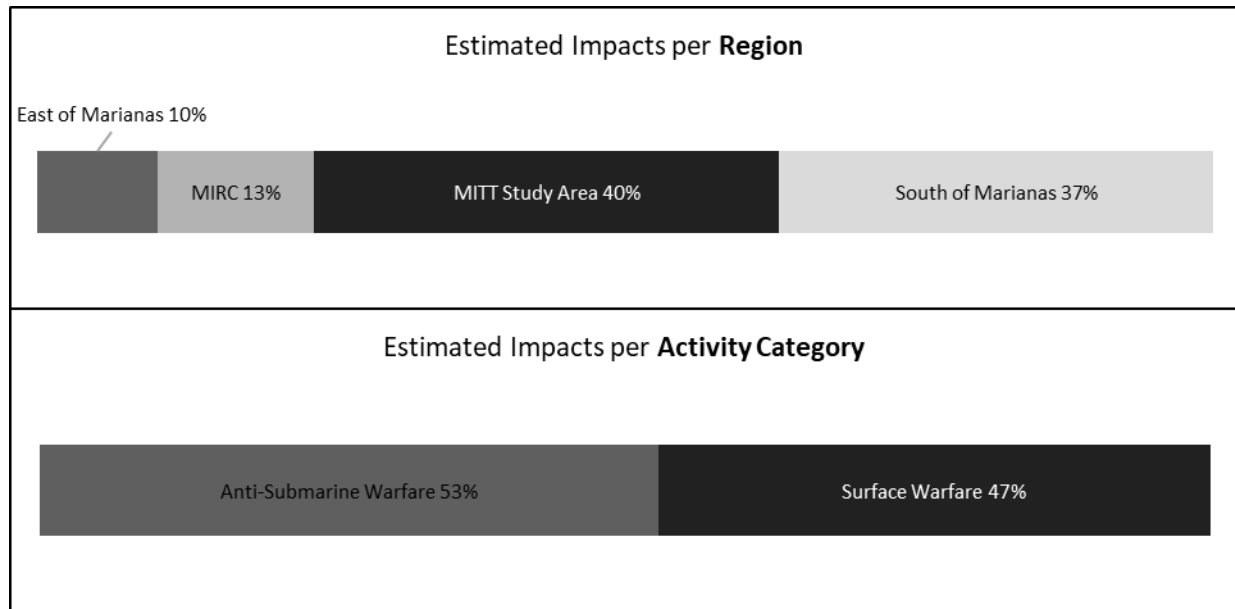 Estimated Impacts per Region
East of Marianas 10%
MIRC 13%
MITT Study Area 40%
South of Marianas 37%
Estimated Impacts per Activity Category
Anti-Submarine Warfare 53%
Surface Warfare 47%